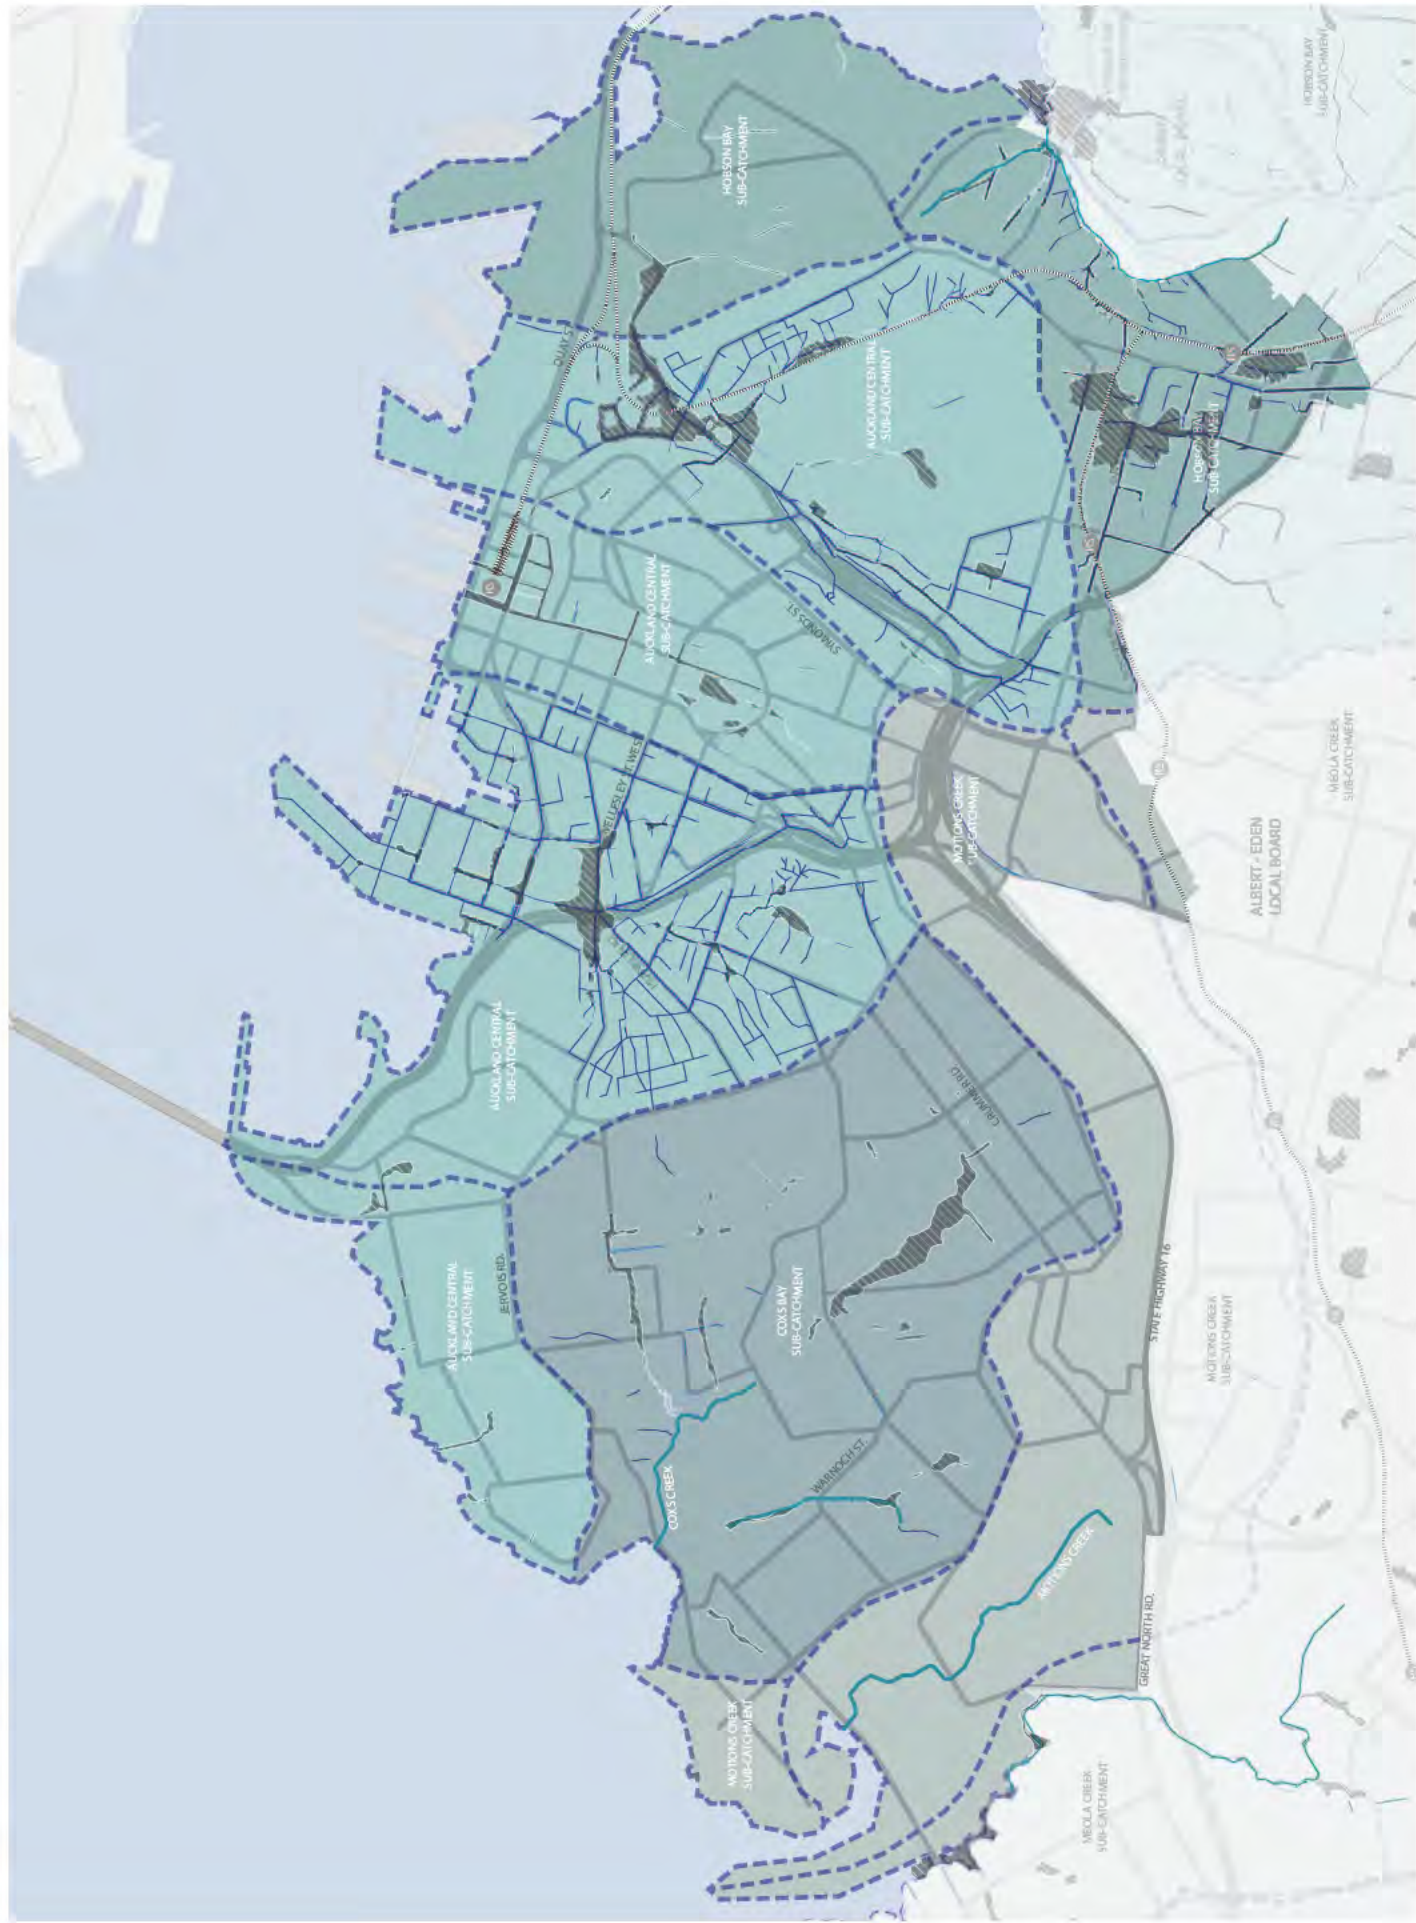 HOBSON BAY
SUB-CATCHMENT
HOBSON BAY
SUB-CATCHMENT
QUAY ST.
AUCKLAND CENTRAL
SUB-CATCHMENT
HOBSON BAY
SUB-CATCHMENT
AUCKLAND CENTRAL
SUB-CATCHMENT
SYMONDS ST.
WELLESLEY ST WEST
MOTIONS CREEK
SUB-CATCHMENT
MEOLA CREEK
SUB-CATCHMENT
ALBERT - EDEN
LOCAL BOARD
AUCKLAND CENTRAL
SUB-CATCHMENT
CRUMMER RD.
JERVOIS RD.
AUCKLAND CENTRAL
SUB-CATCHMENT
COXS BAY
SUB-CATCHMENT
STATE HIGHWAY 16
MOTIONS CREEK
SUB-CATCHMENT
COXS CREEK
WARNOCH ST.
MOTIONS CREEK
GREAT NORTH RD.
MOTIONS CREEK
SUB-CATCHMENT
MEOLA CREEK
SUB-CATCHMENT